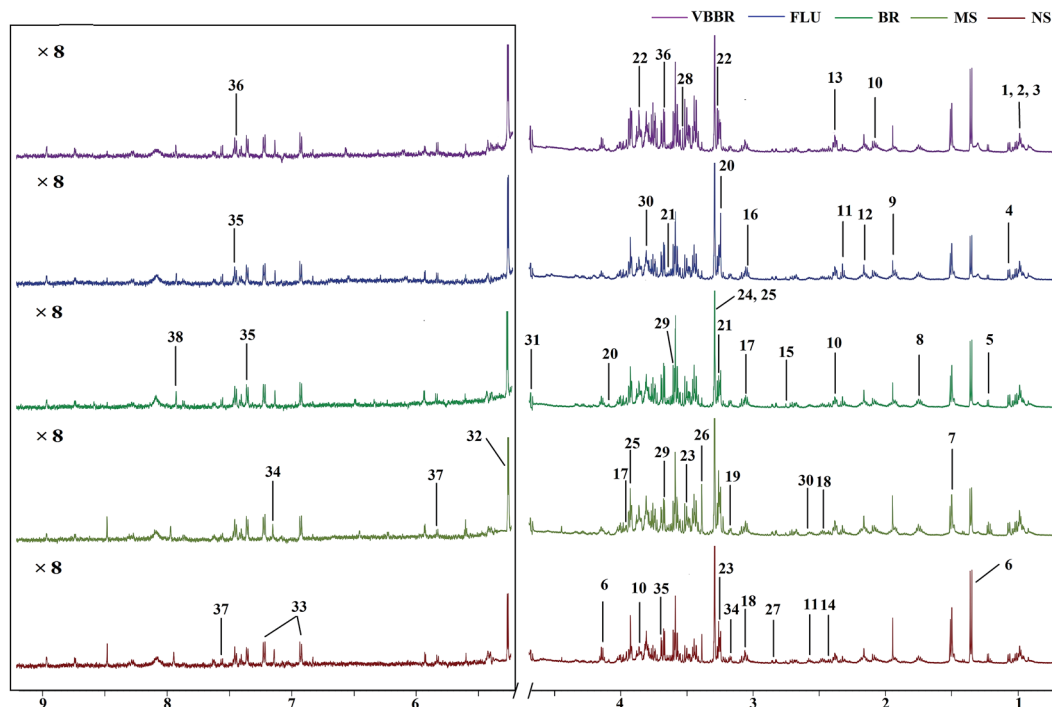 VBBR FLU BR MS NS
× 8
36
22 36 28 22 13 10 1, 2, 3
× 8
35
30 21 20 16 11 12 9 4
× 8
38 35
31 20 29 24, 25 21 17 15 10 8 5
× 8
34 37 32
17 25 29 23 26 19 30 18 7
× 8
37 33
6 10 35 23 34 18 27 11 14 6
9 8 7 6 // 4 3 2 1